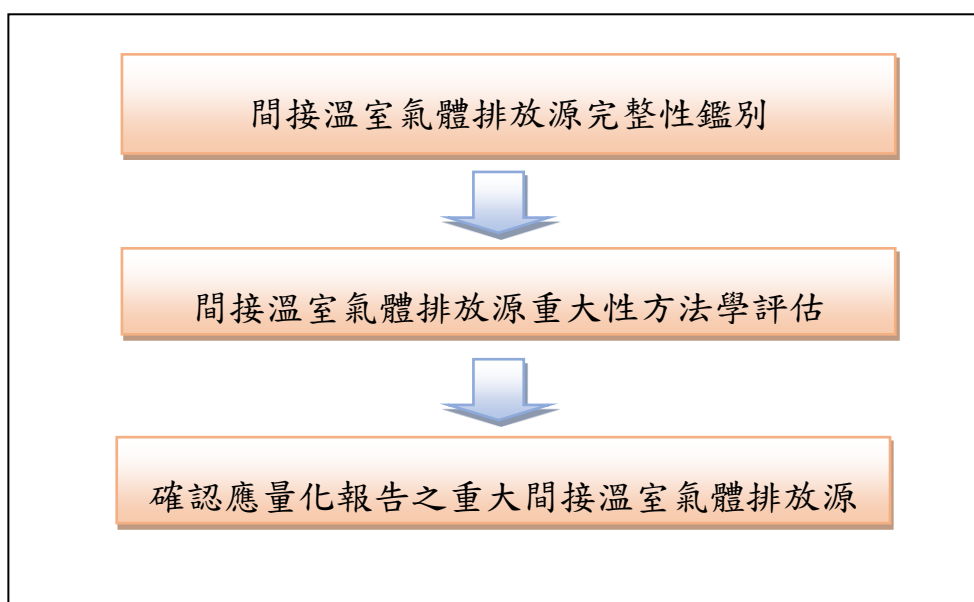 間接溫室氣體排放源完整性鑑別
間接溫室氣體排放源重大性方法學評估
確認應量化報告之重大間接溫室氣體排放源